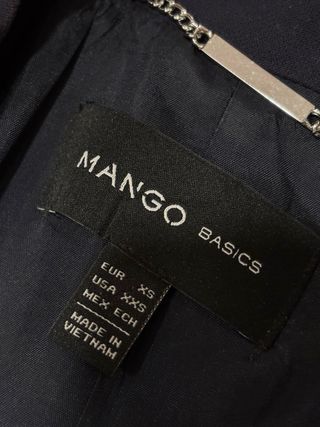 MANGO BASICS
EUR XS
USA XXS
MEX ECH
MADE IN
VIETNAM